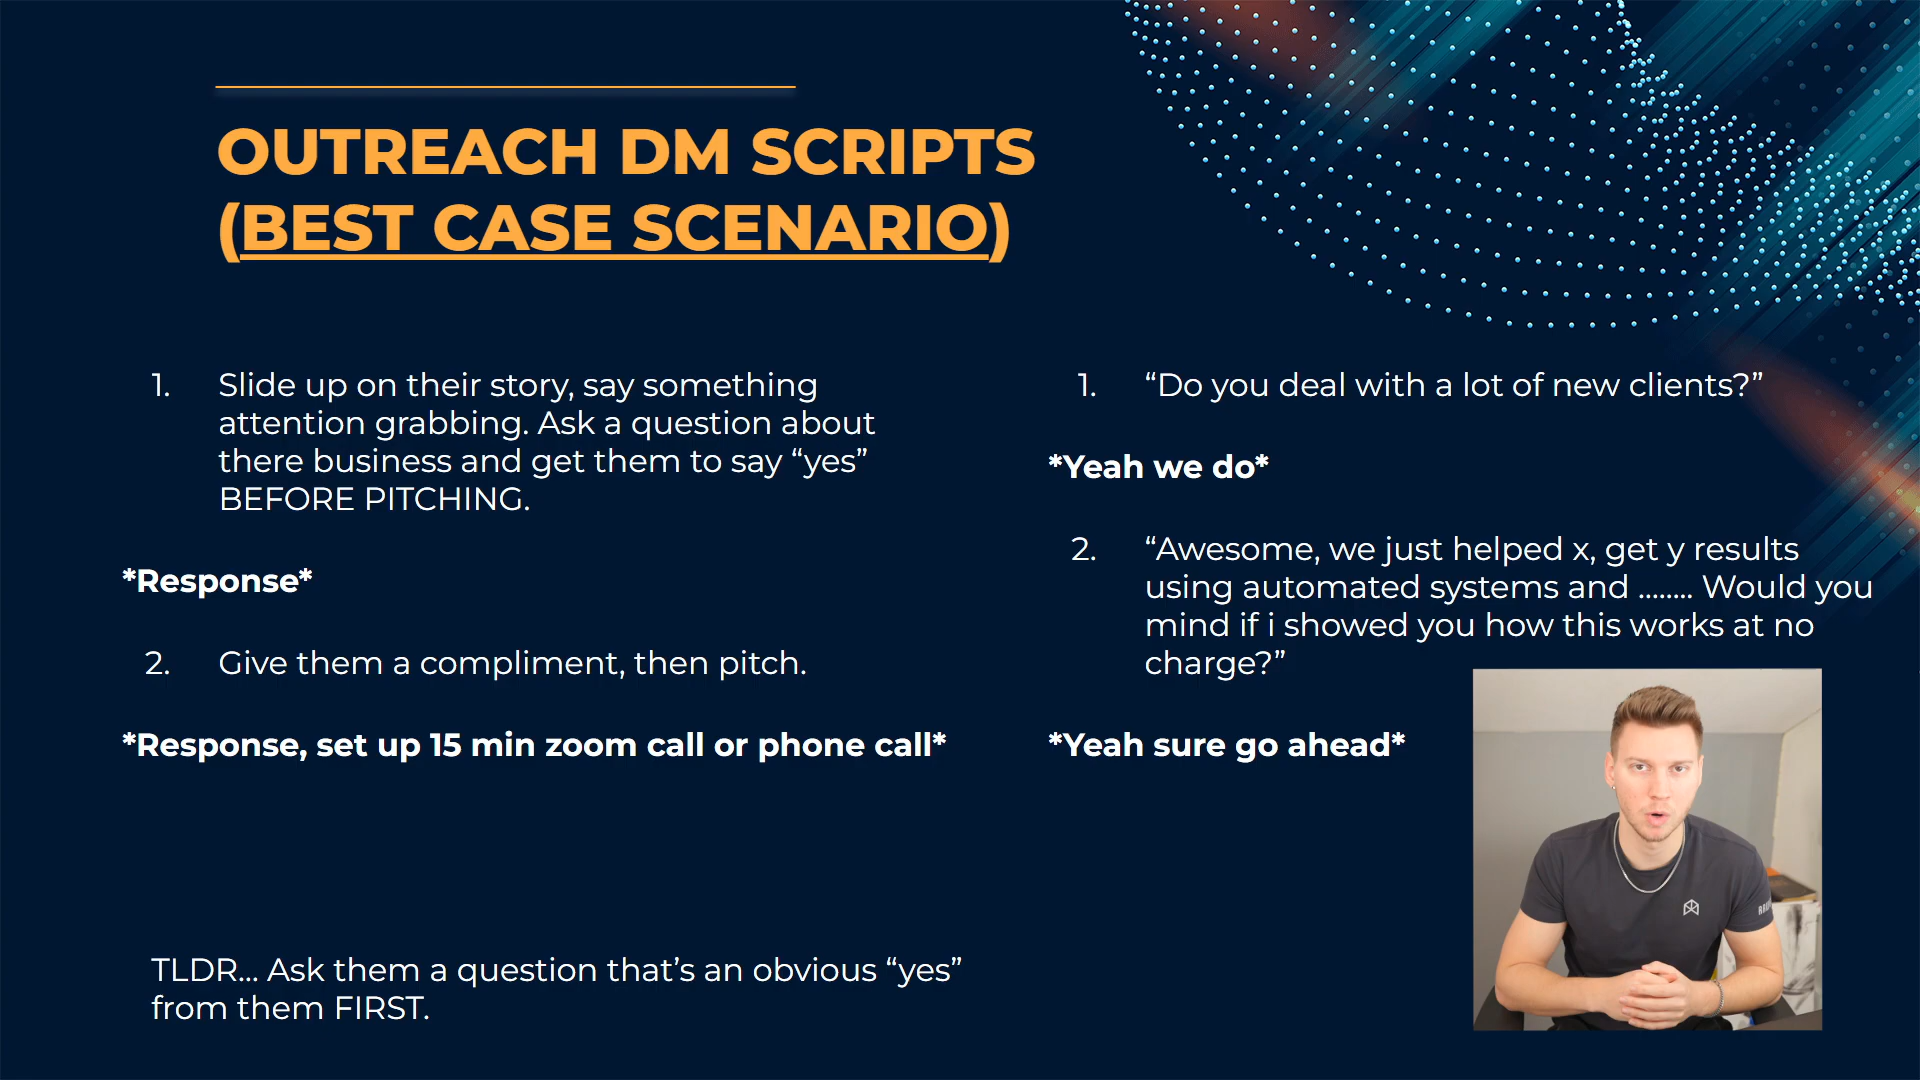 OUTREACH DM SCRIPTS
(BEST CASE SCENARIO)
1. Slide up on their story, say something
attention grabbing. Ask a question about
there business and get them to say “yes”
BEFORE PITCHING.
*Response*
2. Give them a compliment, then pitch.
*Response, set up 15 min zoom call or phone call*
TLDR... Ask them a question that’s an obvious “yes”
from them FIRST.
1. “Do you deal with a lot of new clients?”
*Yeah we do*
2. “Awesome, we just helped x, get y results
using automated systems and ........ Would you
mind if i showed you how this works at no
charge?”
*Yeah sure go ahead*